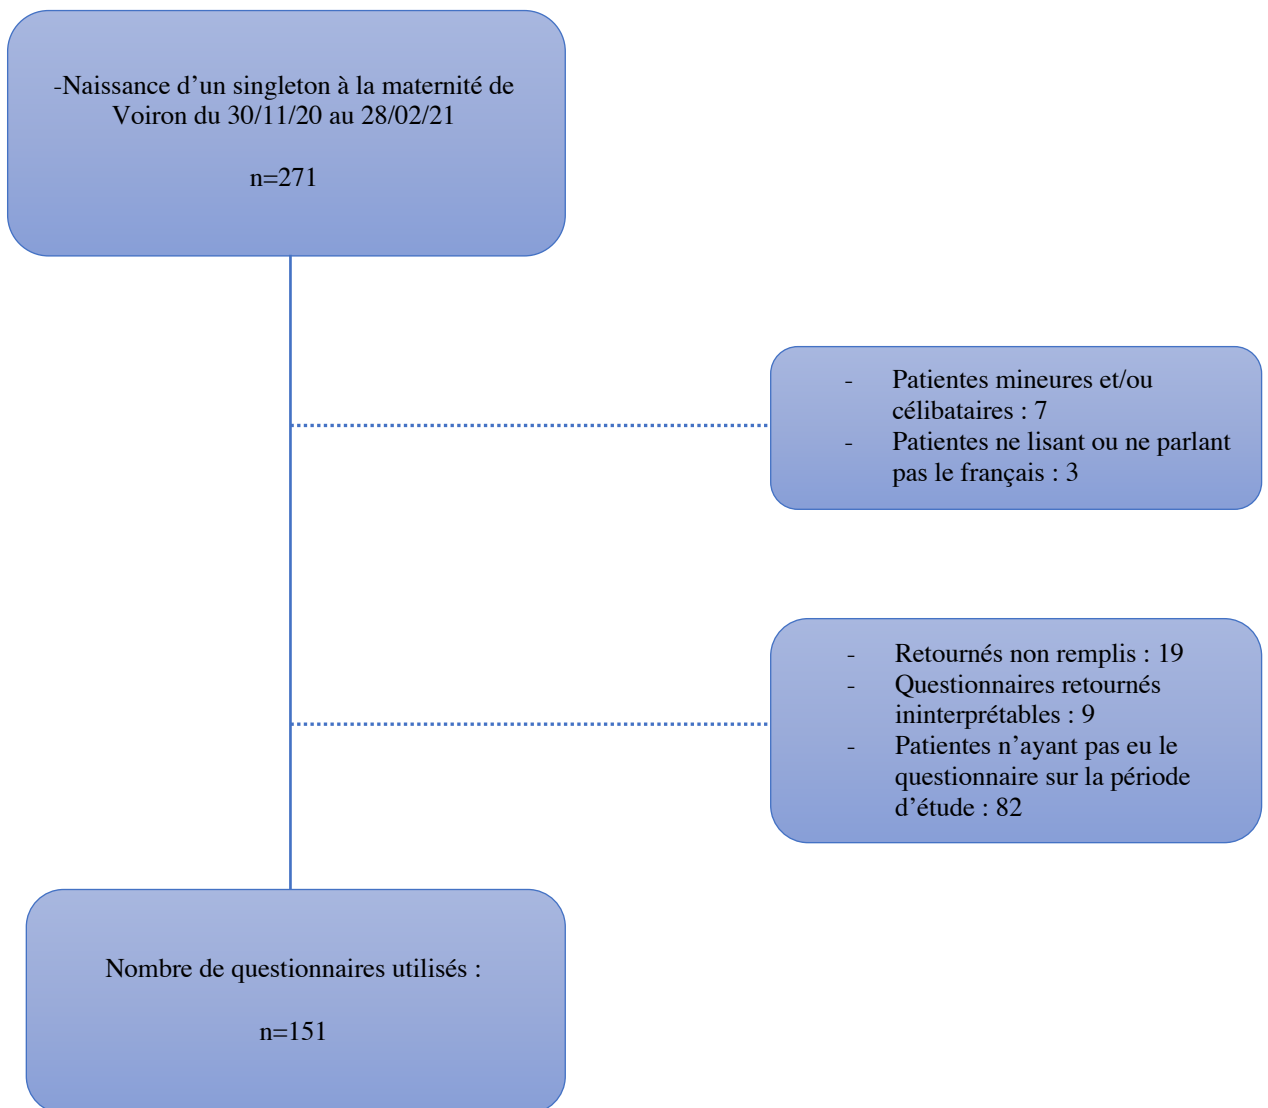 -Naissance d’un singleton à la maternité de
Voiron du 30/11/20 au 28/02/21
n=271
- Patientes mineures et/ou
célibataires : 7
- Patientes ne lisant ou ne parlant
pas le français : 3
- Retournés non remplis : 19
- Questionnaires retournés
ininterprétables : 9
- Patientes n’ayant pas eu le
questionnaire sur la période
d’étude : 82
Nombre de questionnaires utilisés :
n=151